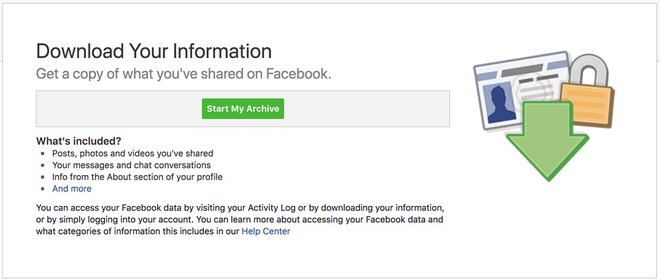 Download Your Information
Get a copy of what you've shared on Facebook.
Start My Archive
What's included?
Posts, photos and videos you've shared
Your messages and chat conversations
Info from the About section of your profile
And more
You can access your Facebook data by visiting your Activity Log or by downloading your information,
or by simply logging into your account. You can learn more about accessing your Facebook data and
what categories of information this includes in our Help Center